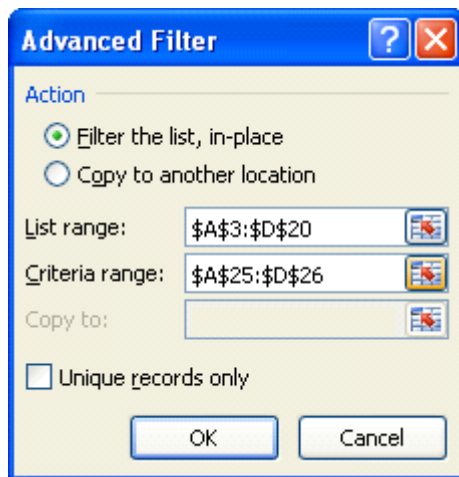 Advanced Filter
Action
Filter the list, in-place
Copy to another location
List range: $A$3:$D$20
Criteria range: $A$25:$D$26
Copy to:
Unique records only
OK Cancel